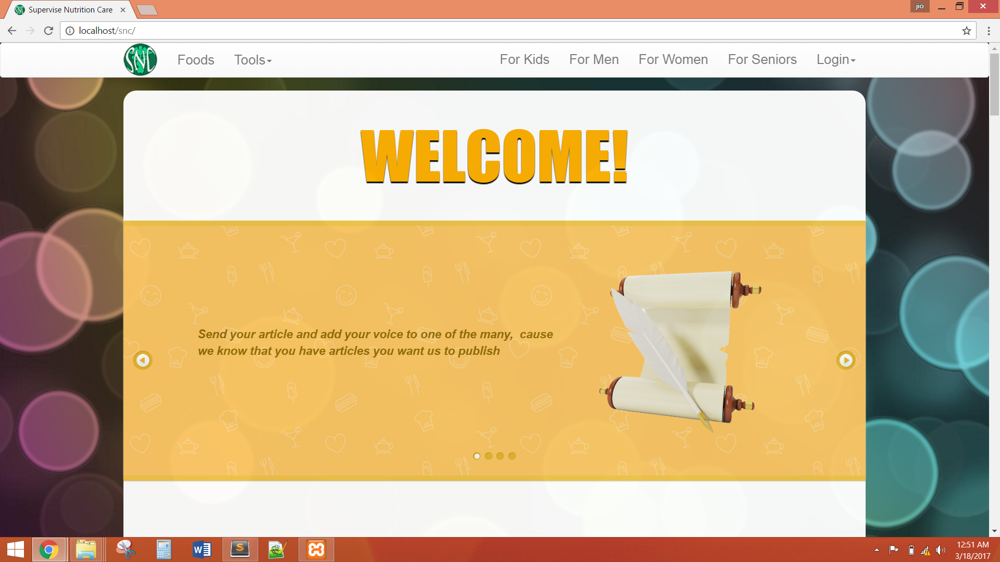 Supervise Nutrition Care
jio
localhost/snc/
SNC
Foods
Tools
For Kids
For Men
For Women
For Seniors
Login
WELCOME!
Send your article and add your voice to one of the many,  cause
we know that you have articles you want us to publish
12:51 AM
3/18/2017